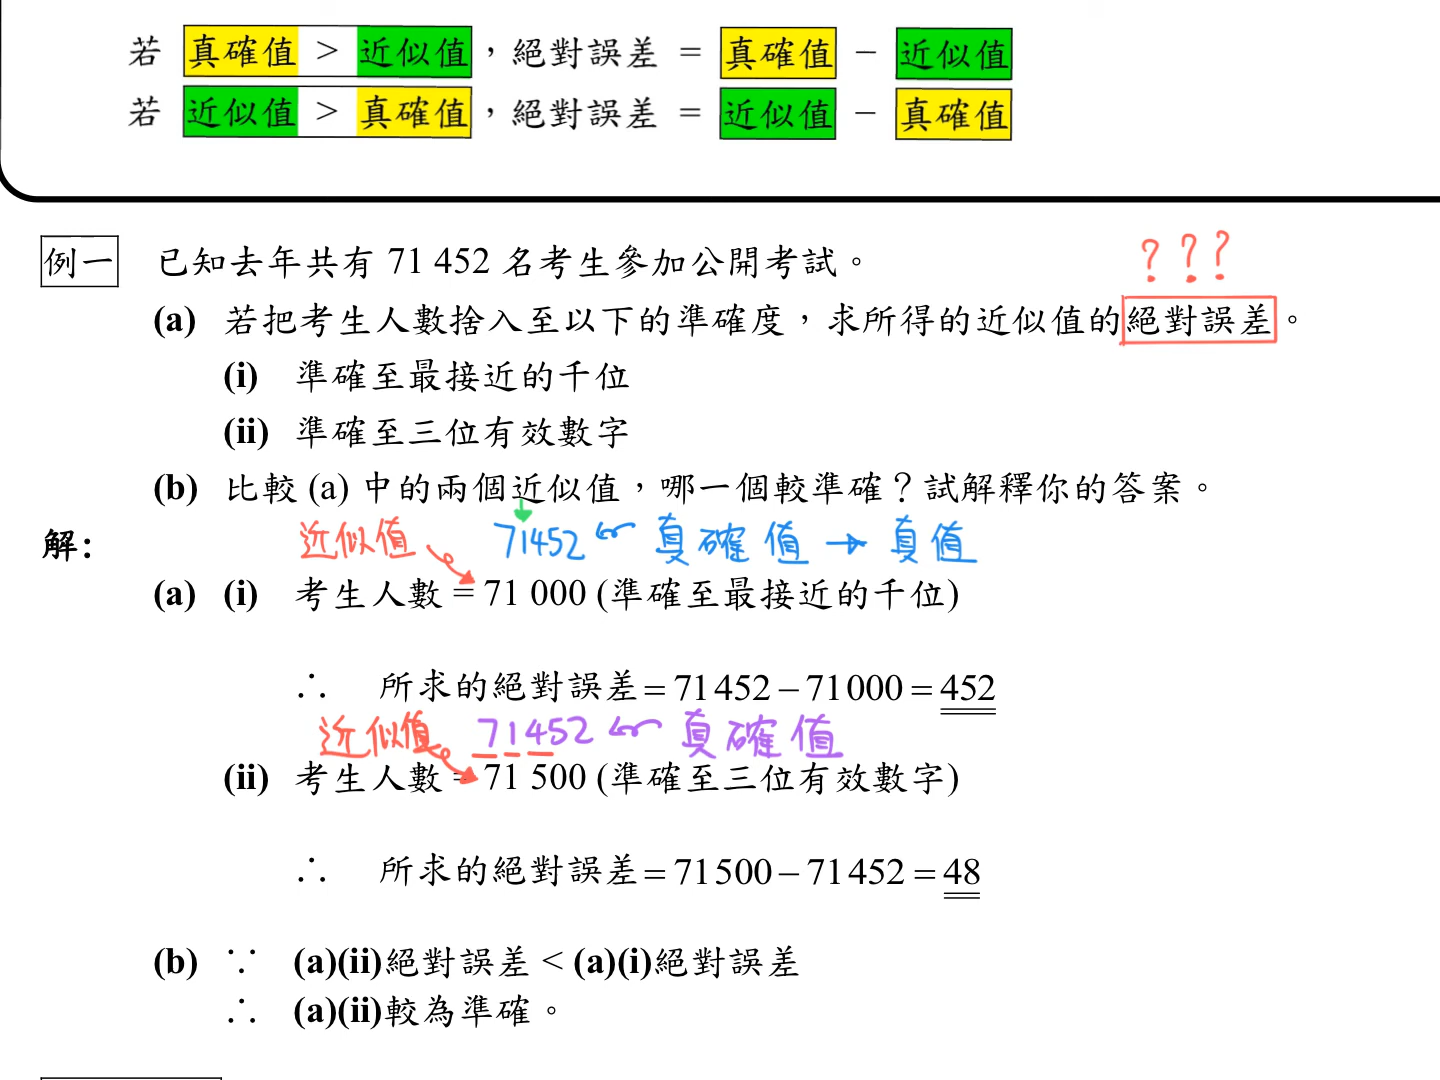 若 真確值 > 近似值，絕對誤差 = 真確值 − 近似值
若 近似值 > 真確值，絕對誤差 = 近似值 − 真確值
例一 已知去年共有 71 452 名考生參加公開考試。
? ? ?
(a) 若把考生人數捨入至以下的準確度，求所得的近似值的絕對誤差。
(i) 準確至最接近的千位
(ii) 準確至三位有效數字
(b) 比較 (a) 中的兩個近似值，哪一個較準確？試解釋你的答案。
解：
近似值 71452 真確值 → 真值
(a) (i) 考生人數 = 71 000 (準確至最接近的千位)
∴ 所求的絕對誤差 = 71 452 − 71 000 = 452
近似值 71452 真確值
(ii) 考生人數 = 71 500 (準確至三位有效數字)
∴ 所求的絕對誤差 = 71 500 − 71 452 = 48
(b) ∵ (a)(ii)絕對誤差 < (a)(i)絕對誤差
∴ (a)(ii)較為準確。